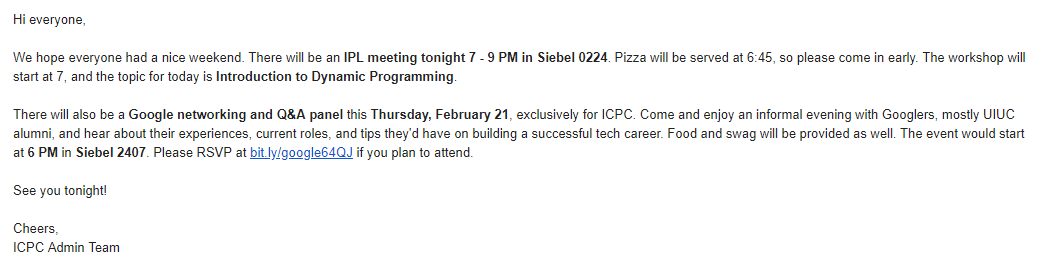 Hi everyone,
We hope everyone had a nice weekend. There will be an IPL meeting tonight 7 - 9 PM in Siebel 0224. Pizza will be served at 6:45, so please come in early. The workshop will
start at 7, and the topic for today is Introduction to Dynamic Programming.
There will also be a Google networking and Q&A panel this Thursday, February 21, exclusively for ICPC. Come and enjoy an informal evening with Googlers, mostly UIUC
alumni, and hear about their experiences, current roles, and tips they'd have on building a successful tech career. Food and swag will be provided as well. The event would start
at 6 PM in Siebel 2407. Please RSVP at bit.ly/google64QJ if you plan to attend.
See you tonight!
Cheers,
ICPC Admin Team